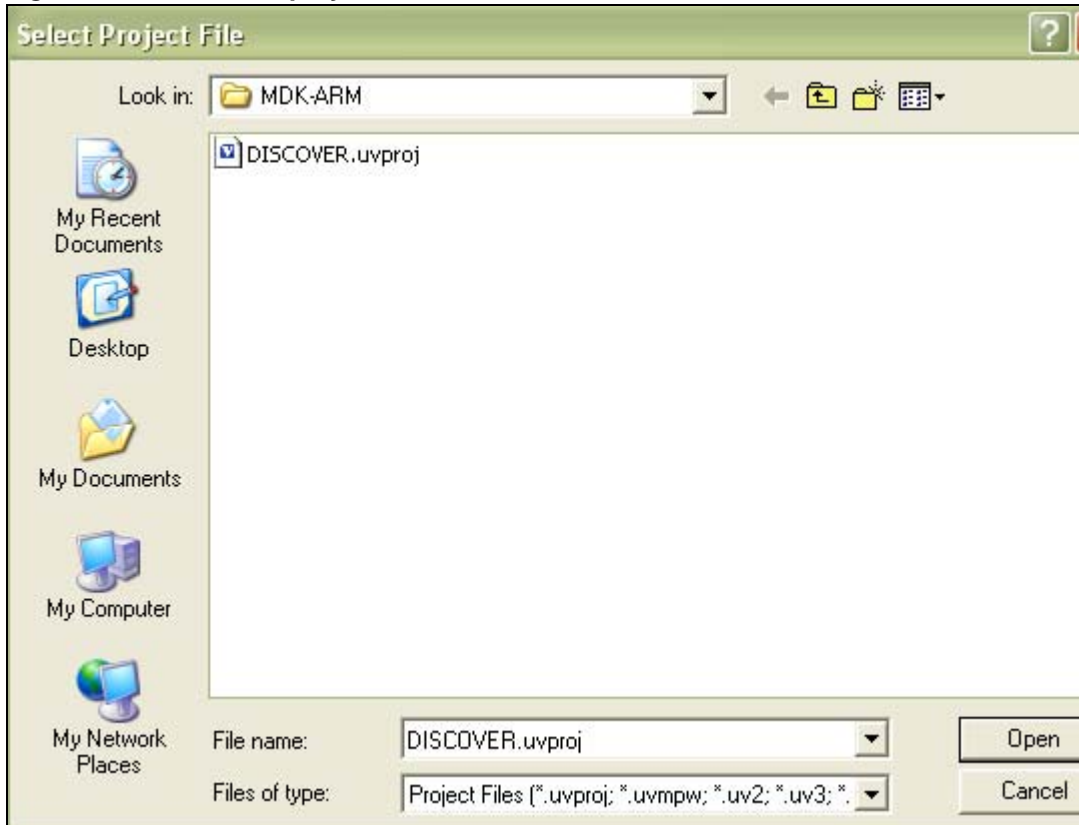 Select Project File
Look in: MDK-ARM
DISCOVER.uvproj
My Recent
Documents
Desktop
My Documents
My Computer
My Network
Places
File name: DISCOVER.uvproj Open
Files of type: Project Files (*.uvproj; *.uvmpw; *.uv2; *.uv3; *. Cancel